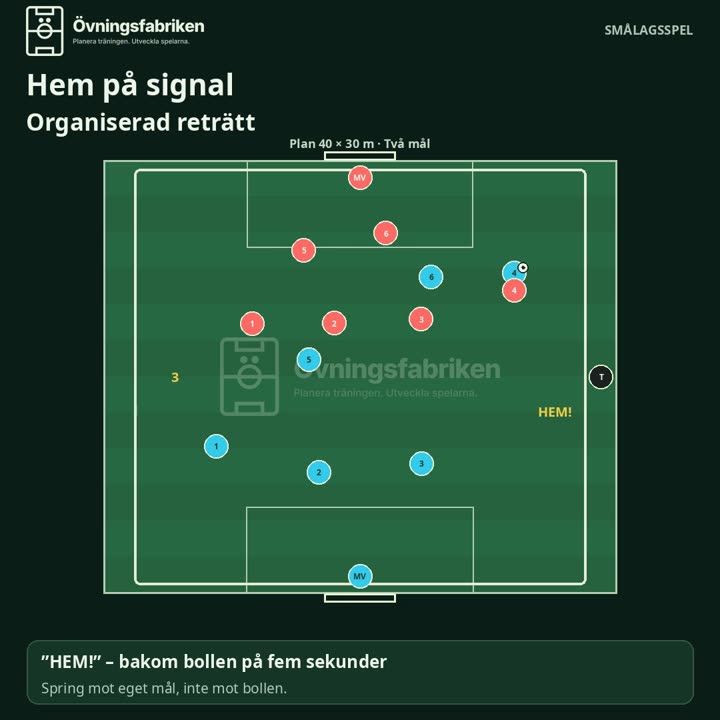 Övningsfabriken
Planera träningen. Utveckla spelarna.
SMÅLAGSSPEL
Hem på signal
Organiserad reträtt
Plan 40 × 30 m · Två mål
MV
6
5
6
4
4
1
2
3
5
Övningsfabriken
Planera träningen. Utveckla spelarna.
3
T
HEM!
1
2
3
MV
”HEM!” – bakom bollen på fem sekunder
Spring mot eget mål, inte mot bollen.